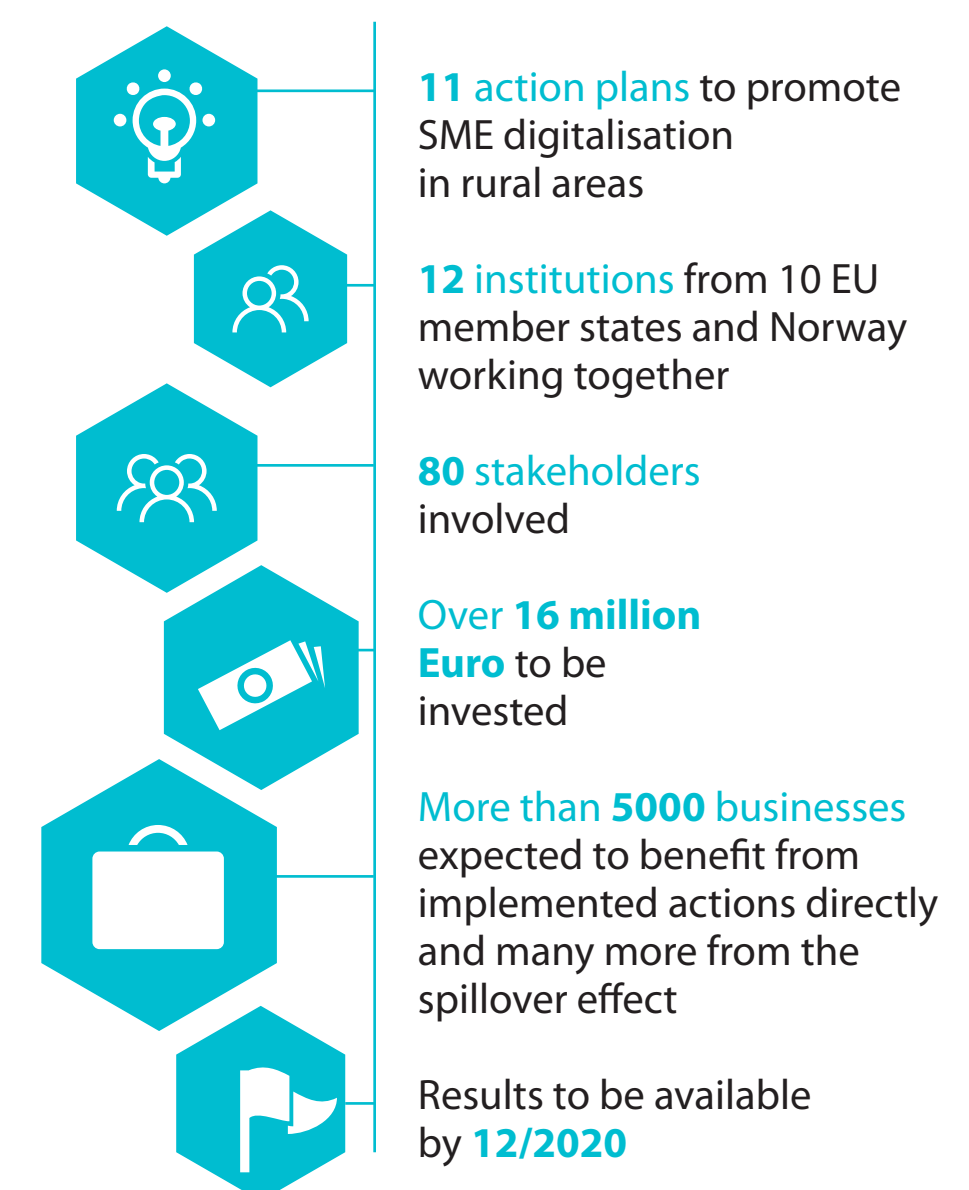 11 action plans to promote
SME digitalisation
in rural areas
12 institutions from 10 EU
member states and Norway
working together
80 stakeholders
involved
Over 16 million
Euro to be
invested
More than 5000 businesses
expected to benefit from
implemented actions directly
and many more from the
spillover effect
Results to be available
by 12/2020